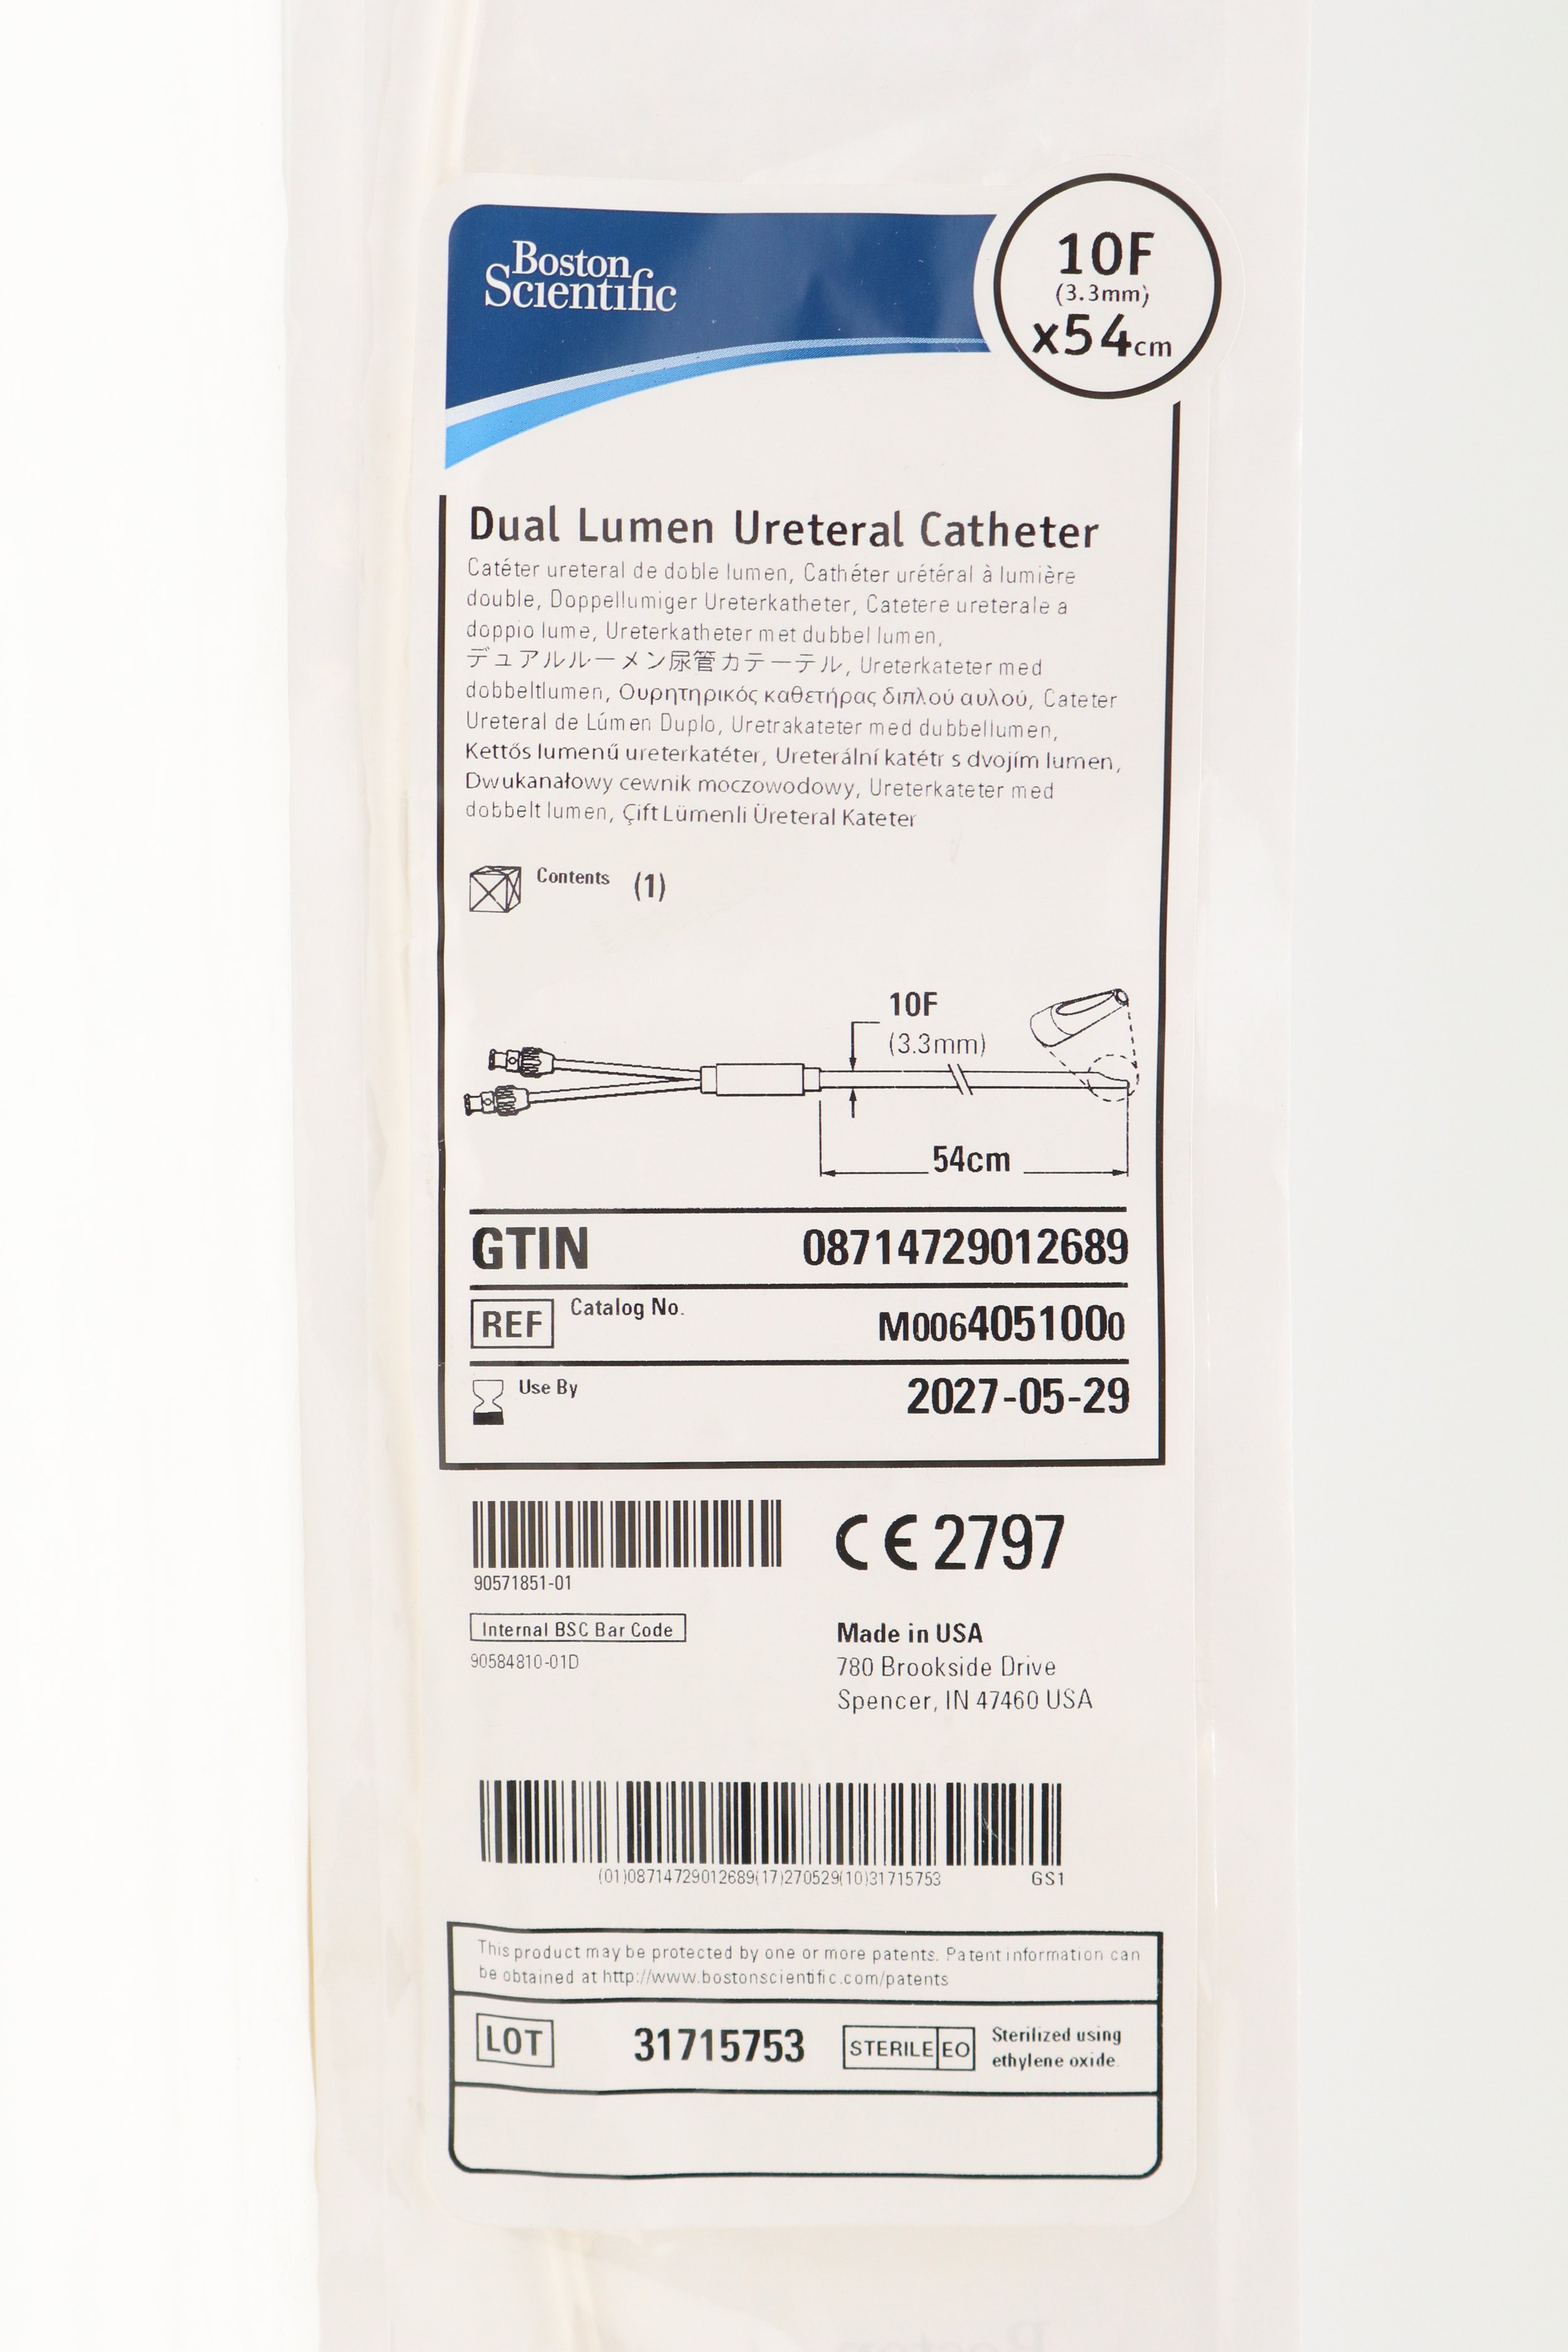 Boston
Scientific
10F
(3.3mm)
x54cm
Dual Lumen Ureteral Catheter
Catéter ureteral de doble lumen, Cathéter urétéral à lumière
double, Doppellumiger Ureterkatheter, Catetere ureterale a
doppio lume, Ureterkatheter met dubbel lumen,
デュアルルーメン尿管カテーテル, Ureterkateter med
dobbeltlumen, Ουρητηρικός καθετήρας διπλού αυλού, Cateter
Ureteral de Lúmen Duplo, Uretrakateter med dubbellumen,
Kettős lumenű ureterkatéter, Ureterální katétr s dvojím lumen,
Dwukanałowy cewnik moczowodowy, Ureterkateter med
dobbelt lumen, Çift Lümenli Üreteral Kateter
Contents (1)
10F
(3.3mm)
54cm
GTIN 08714729012689
REF Catalog No. M0064051000
Use By 2027-05-29
90571851-01
CE 2797
Internal BSC Bar Code
90584810-01D
Made in USA
780 Brookside Drive
Spencer, IN 47460 USA
(01)08714729012689(17)270529(10)31715753 GS1
This product may be protected by one or more patents. Patent information can
be obtained at http://www.bostonscientific.com/patents
LOT 31715753 STERILE EO Sterilized using
ethylene oxide.